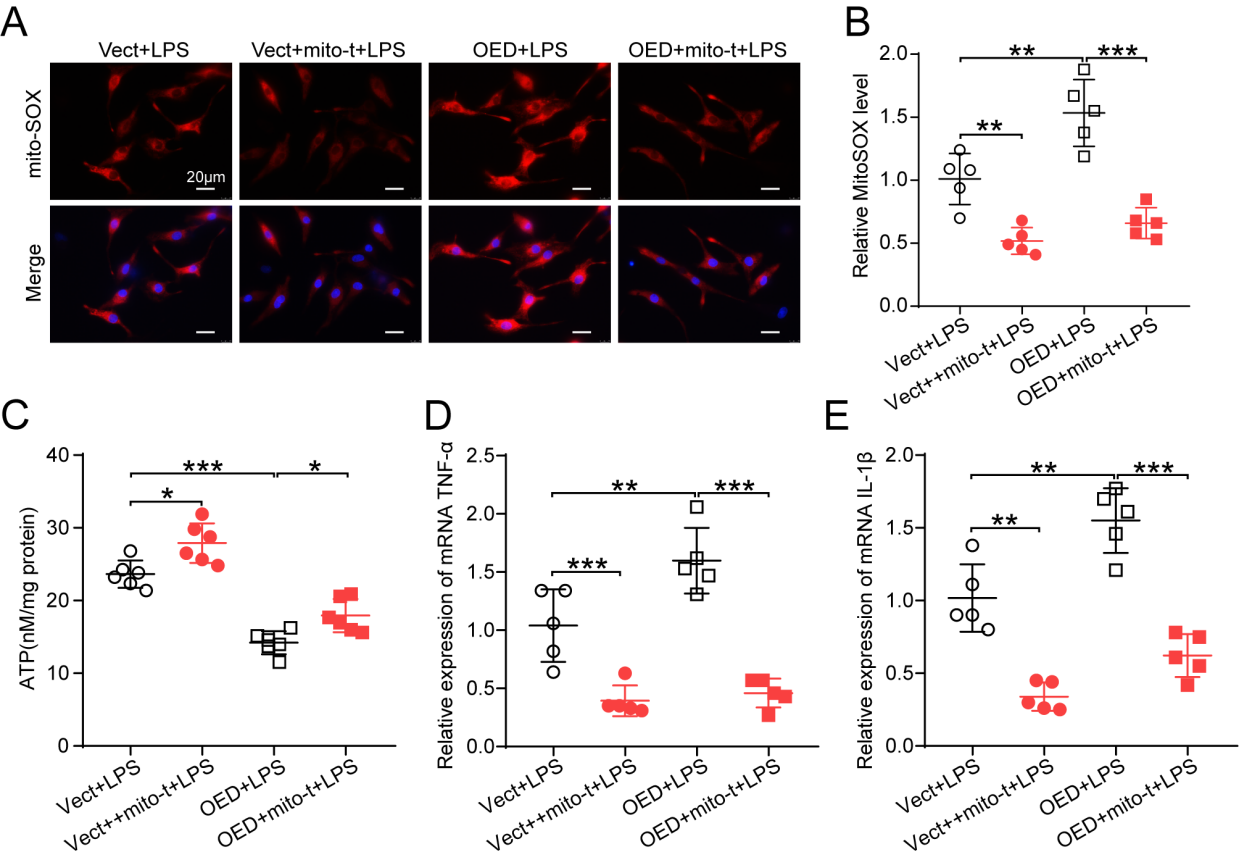 A
Vect+LPS
Vect+mito-t+LPS
OED+LPS
OED+mito-t+LPS
mito-SOX
20μm
Merge
B
Relative MitoSOX level
2.0
1.5
1.0
0.5
0.0
**
***
**
Vect+LPS
Vect++mito-t+LPS
OED+LPS
OED+mito-t+LPS
C
ATP(nM/mg protein)
40
30
20
10
0
***
*
*
Vect+LPS
Vect++mito-t+LPS
OED+LPS
OED+mito-t+LPS
D
Relative expression of mRNA TNF-α
2.5
2.0
1.5
1.0
0.5
0.0
**
***
***
Vect+LPS
Vect++mito-t+LPS
OED+LPS
OED+mito-t+LPS
E
Relative expression of mRNA IL-1β
2.0
1.5
1.0
0.5
0.0
**
***
**
Vect+LPS
Vect++mito-t+LPS
OED+LPS
OED+mito-t+LPS